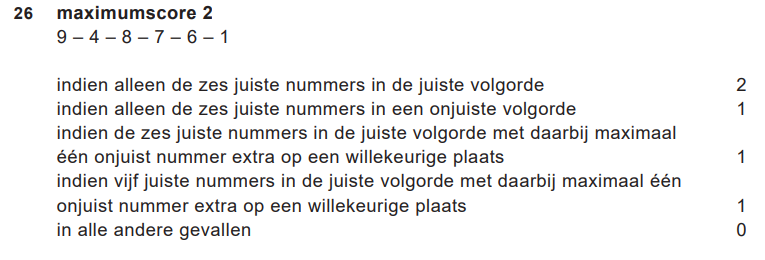 26 maximumscore 2
9 – 4 – 8 – 7 – 6 – 1
indien alleen de zes juiste nummers in de juiste volgorde 2
indien alleen de zes juiste nummers in een onjuiste volgorde 1
indien de zes juiste nummers in de juiste volgorde met daarbij maximaal
één onjuist nummer extra op een willekeurige plaats 1
indien vijf juiste nummers in de juiste volgorde met daarbij maximaal één
onjuist nummer extra op een willekeurige plaats 1
in alle andere gevallen 0